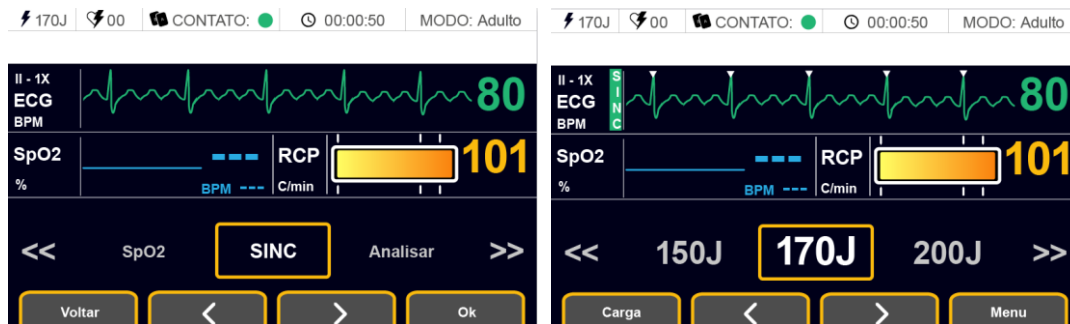 170J 00 CONTATO: 00:00:50 MODO: Adulto
II - 1X
ECG
BPM
80
SpO2
%
---
BPM ---
RCP
C/min
101
<< SpO2 SINC Analisar >>
Voltar < > Ok
170J 00 CONTATO: 00:00:50 MODO: Adulto
II - 1X
ECG
BPM
SINC
80
SpO2
%
---
BPM ---
RCP
C/min
101
<< 150J 170J 200J >>
Carga < > Menu